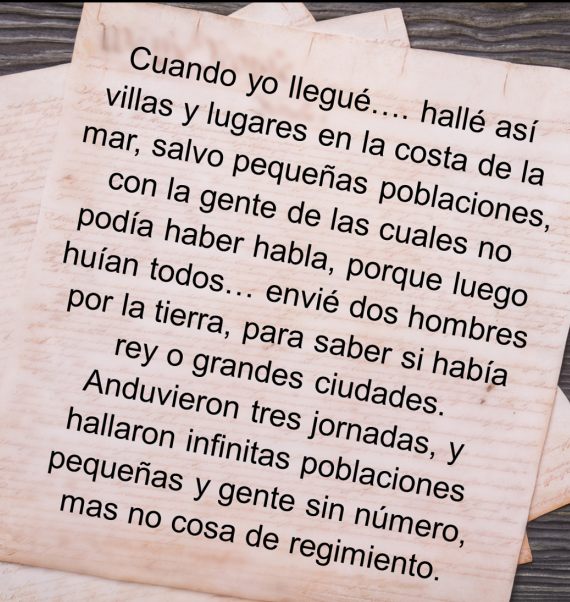 Cuando yo llegué.... hallé así
villas y lugares en la costa de la
mar, salvo pequeñas poblaciones,
con la gente de las cuales no
podía haber habla, porque luego
huían todos... envié dos hombres
por la tierra, para saber si había
rey o grandes ciudades.
Anduvieron tres jornadas, y
hallaron infinitas poblaciones
pequeñas y gente sin número,
mas no cosa de regimiento.